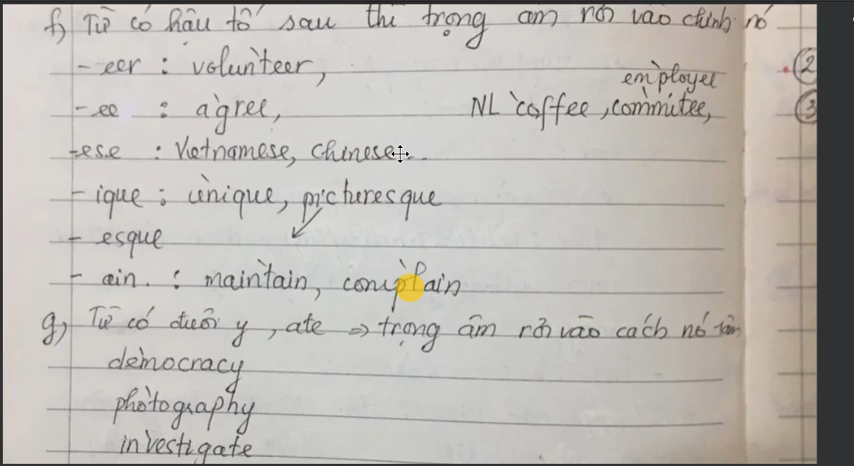 f) Từ có hậu tố sau thì trọng âm rơi vào chính nó
- eer : volunteer,
employee
- ee : agree, NL coffee, commitee,
- ese : Vietnamese, Chinese
- ique : unique, picturesque
- esque
- ain. : maintain, complain
g) Từ có đuôi y, ate => trọng âm rơi vào cách nó
democracy
photography
investigate
2
3